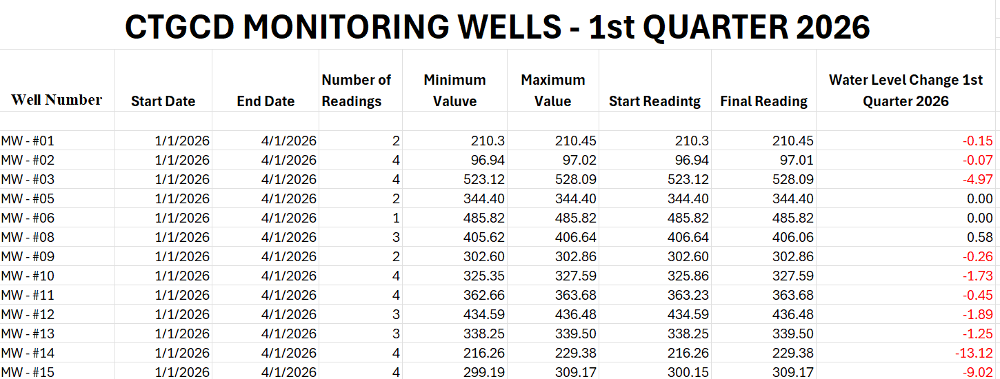 CTGCD MONITORING WELLS - 1st QUARTER 2026
Well Number Start Date End Date Number of Readings Minimum Valuve Maximum Value Start Readintg Final Reading Water Level Change 1st Quarter 2026
MW - #01 1/1/2026 4/1/2026 2 210.3 210.45 210.3 210.45 -0.15
MW - #02 1/1/2026 4/1/2026 4 96.94 97.02 96.94 97.01 -0.07
MW - #03 1/1/2026 4/1/2026 4 523.12 528.09 523.12 528.09 -4.97
MW - #05 1/1/2026 4/1/2026 2 344.40 344.40 344.40 344.40 0.00
MW - #06 1/1/2026 4/1/2026 1 485.82 485.82 485.82 485.82 0.00
MW - #08 1/1/2026 4/1/2026 3 405.62 406.64 406.64 406.06 0.58
MW - #09 1/1/2026 4/1/2026 2 302.60 302.86 302.60 302.86 -0.26
MW - #10 1/1/2026 4/1/2026 4 325.35 327.59 325.86 327.59 -1.73
MW - #11 1/1/2026 4/1/2026 4 362.66 363.68 363.23 363.68 -0.45
MW - #12 1/1/2026 4/1/2026 3 434.59 436.48 434.59 436.48 -1.89
MW - #13 1/1/2026 4/1/2026 3 338.25 339.50 338.25 339.50 -1.25
MW - #14 1/1/2026 4/1/2026 4 216.26 229.38 216.26 229.38 -13.12
MW - #15 1/1/2026 4/1/2026 4 299.19 309.17 300.15 309.17 -9.02